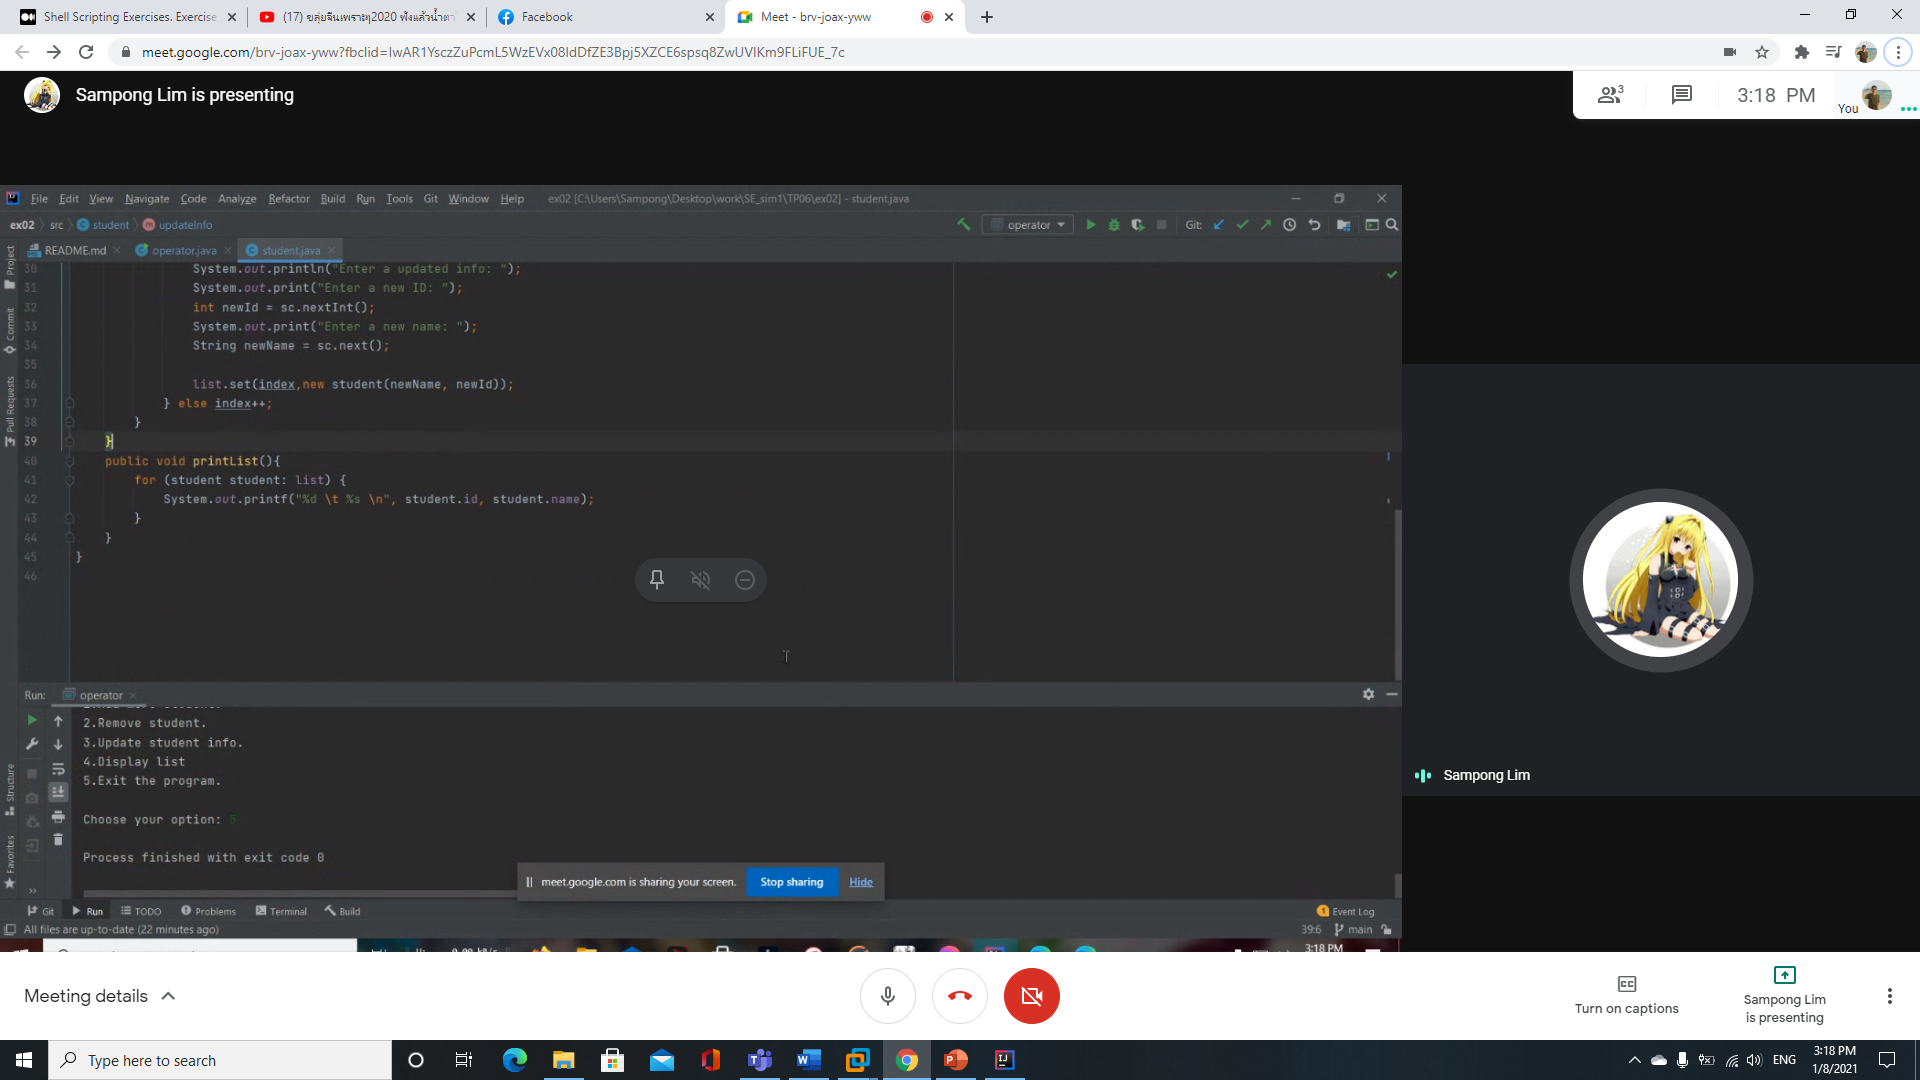 Shell Scripting Exercises. Exercise
(17) ขลุ่ยจีนเพราะๆ2020 ฟังแล้วน้ำตา
Facebook
Meet - brv-joax-yww
meet.google.com/brv-joax-yww?fbclid=IwAR1YsczZuPcmL5WzEVx08IdDfZE3Bpj5XZCE6spsq8ZwUVIKm9FLiFUE_7c
Sampong Lim is presenting
3
3:18 PM
You
File Edit View Navigate Code Analyze Refactor Build Run Tools Git Window Help ex02 [C:\Users\Sampong\Desktop\work\SE_sim1\TP06\ex02] - student.java
ex02 src student updateInfo
operator
Git:
README.md operator.java student.java
Project
Commit
Pull Requests
Structure
Favorites
30 System.out.println("Enter a updated info: ");
31 System.out.print("Enter a new ID: ");
32 int newId = sc.nextInt();
33 System.out.print("Enter a new name: ");
34 String newName = sc.next();
35
36 list.set(index,new student(newName, newId));
37 } else index++;
38 }
39 }
40 public void printList(){
41 for (student student: list) {
42 System.out.printf("%d \t %s \n", student.id, student.name);
43 }
44 }
45 }
46
Run: operator
2.Remove student.
3.Update student info.
4.Display list
5.Exit the program.
Choose your option: 5
Process finished with exit code 0
meet.google.com is sharing your screen. Stop sharing Hide
Git Run TODO Problems Terminal Build
1 Event Log
All files are up-to-date (22 minutes ago)
39:6 main
3:18 PM
Sampong Lim
Meeting details
Turn on captions
Sampong Lim
is presenting
Type here to search
ENG
3:18 PM
1/8/2021